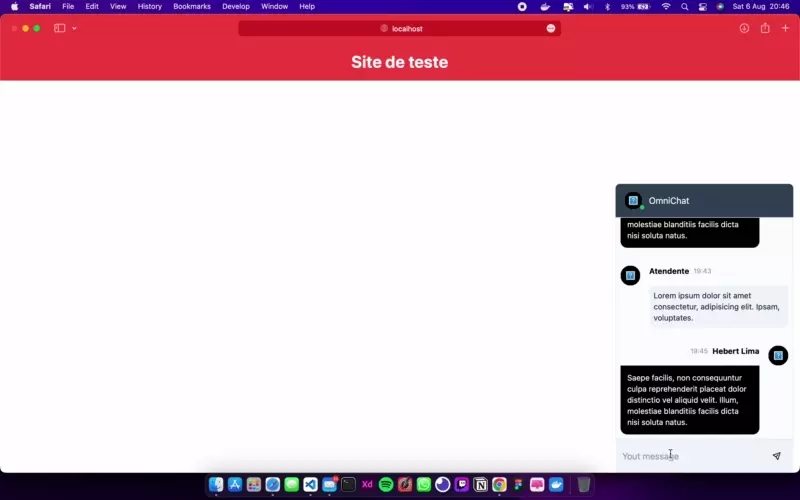 Safari File Edit View History Bookmarks Develop Window Help 93% Sat 6 Aug 20:46
localhost
Site de teste
OmniChat
molestiae blanditiis facilis dicta
nisi soluta natus.
Atendente 19:43
Lorem ipsum dolor sit amet
consectetur, adipisicing elit. Ipsam,
voluptates.
19:45 Hebert Lima
Saepe facilis, non consequuntur
culpa reprehenderit placeat dolor
distinctio vel aliquid velit. Illum,
molestiae blanditiis facilis dicta
nisi soluta natus.
Yout message
Xd